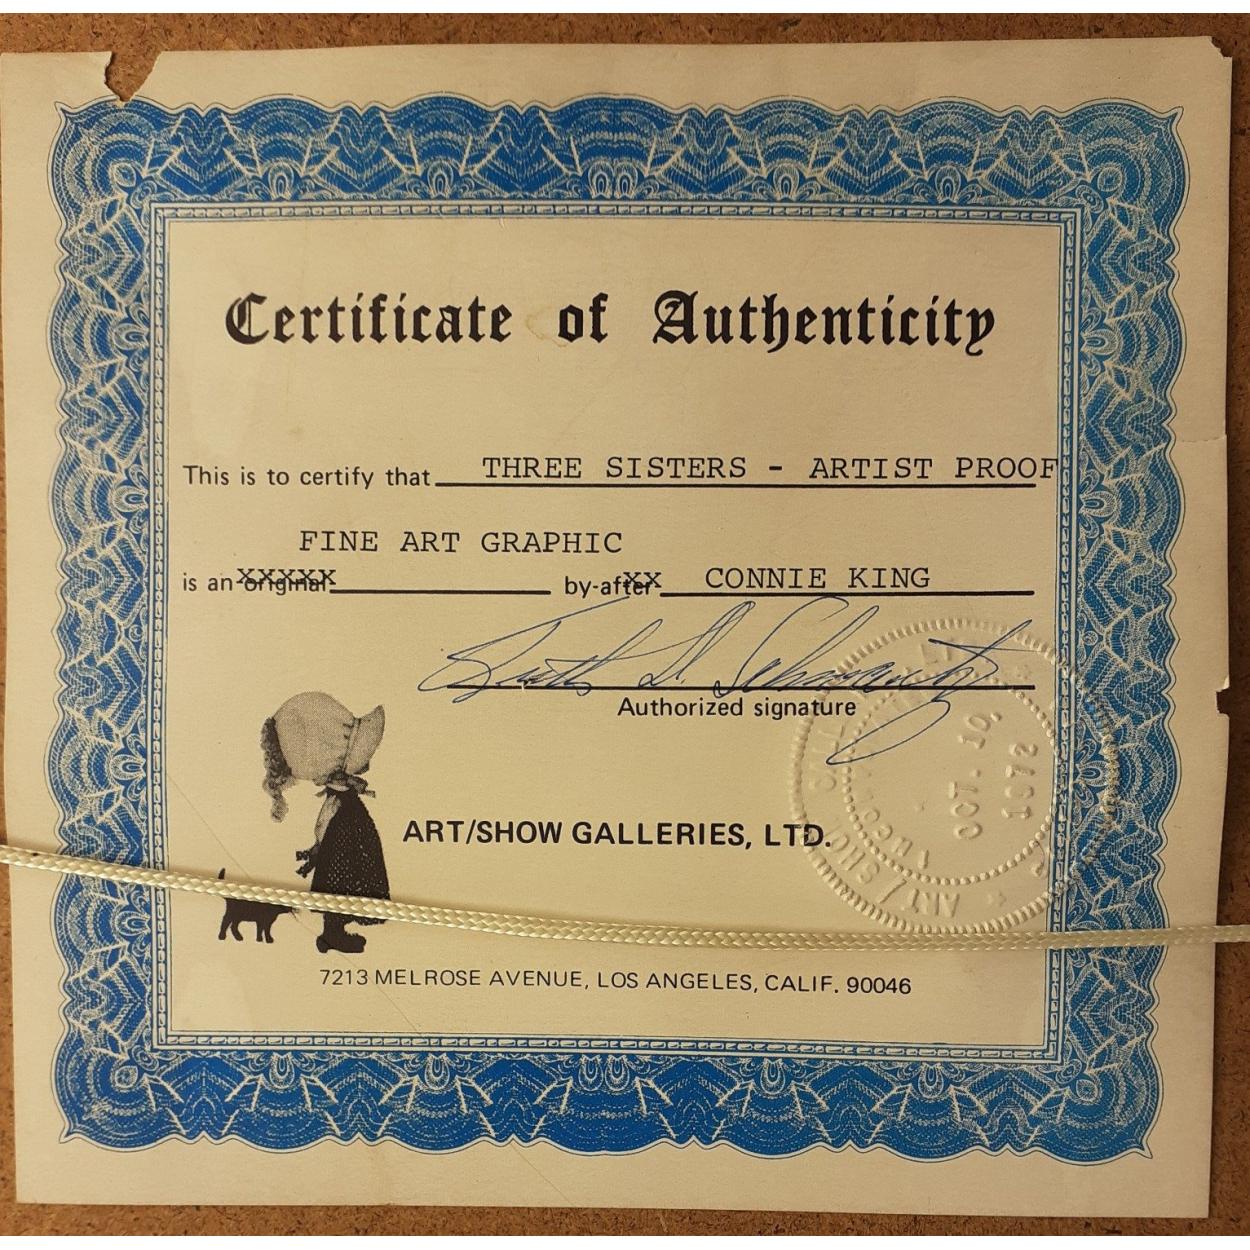 Certificate of Authenticity
This is to certify that THREE SISTERS - ARTIST PROOF
FINE ART GRAPHIC
is an original XXXXX by-after XX CONNIE KING
Authorized signature
ART/SHOW GALLERIES, LTD.
OCT. 10,
1972
ART/SHOW
7213 MELROSE AVENUE, LOS ANGELES, CALIF. 90046